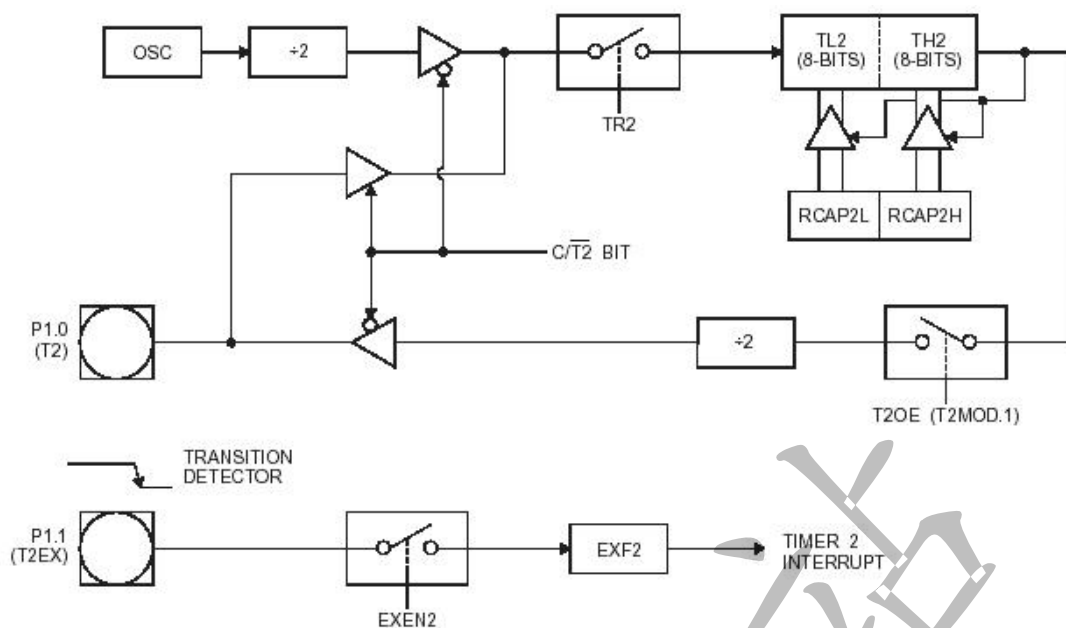 OSC
÷2
TL2
(8-BITS)
TH2
(8-BITS)
TR2
RCAP2L
RCAP2H
C/T̅2̅ BIT
P1.0
(T2)
÷2
T2OE (T2MOD.1)
TRANSITION
DETECTOR
P1.1
(T2EX)
EXF2
TIMER 2
INTERRUPT
EXEN2